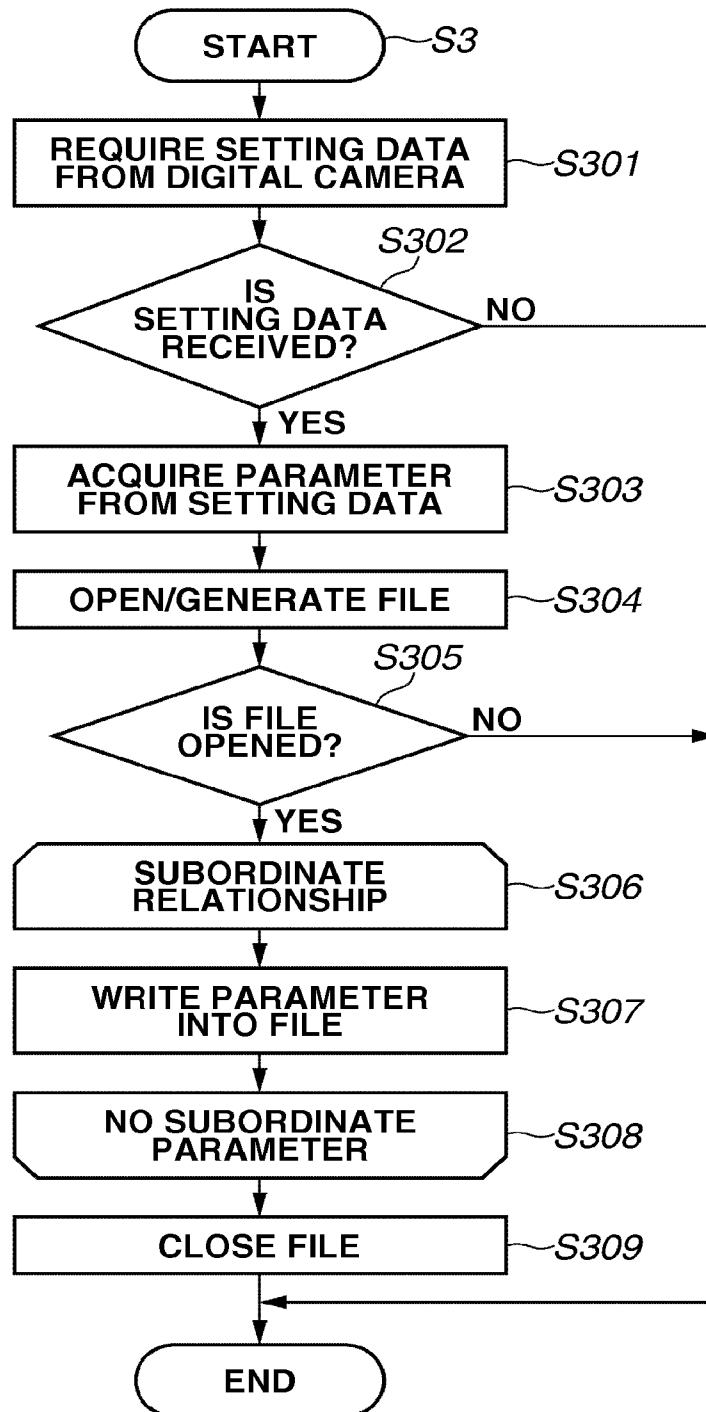 START
S3
REQUIRE SETTING DATA
FROM DIGITAL CAMERA
S301
S302
IS
SETTING DATA
RECEIVED?
NO
YES
ACQUIRE PARAMETER
FROM SETTING DATA
S303
OPEN/GENERATE FILE
S304
S305
IS FILE
OPENED?
NO
YES
SUBORDINATE
RELATIONSHIP
S306
WRITE PARAMETER
INTO FILE
S307
NO SUBORDINATE
PARAMETER
S308
CLOSE FILE
S309
END